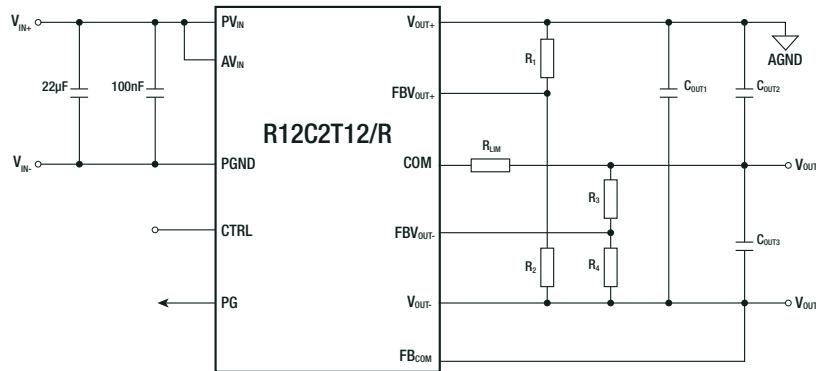 VIN+
PVIN
AVIN
22µF
100nF
R12C2T12/R
VIN-
PGND
CTRL
PG
VOUT+
R1
AGND
FBVOUT+
COUT1
COUT2
COM
RLIM
VOUT
R3
FBVOUT-
COUT3
R2
R4
VOUT-
VOUT
FBCOM